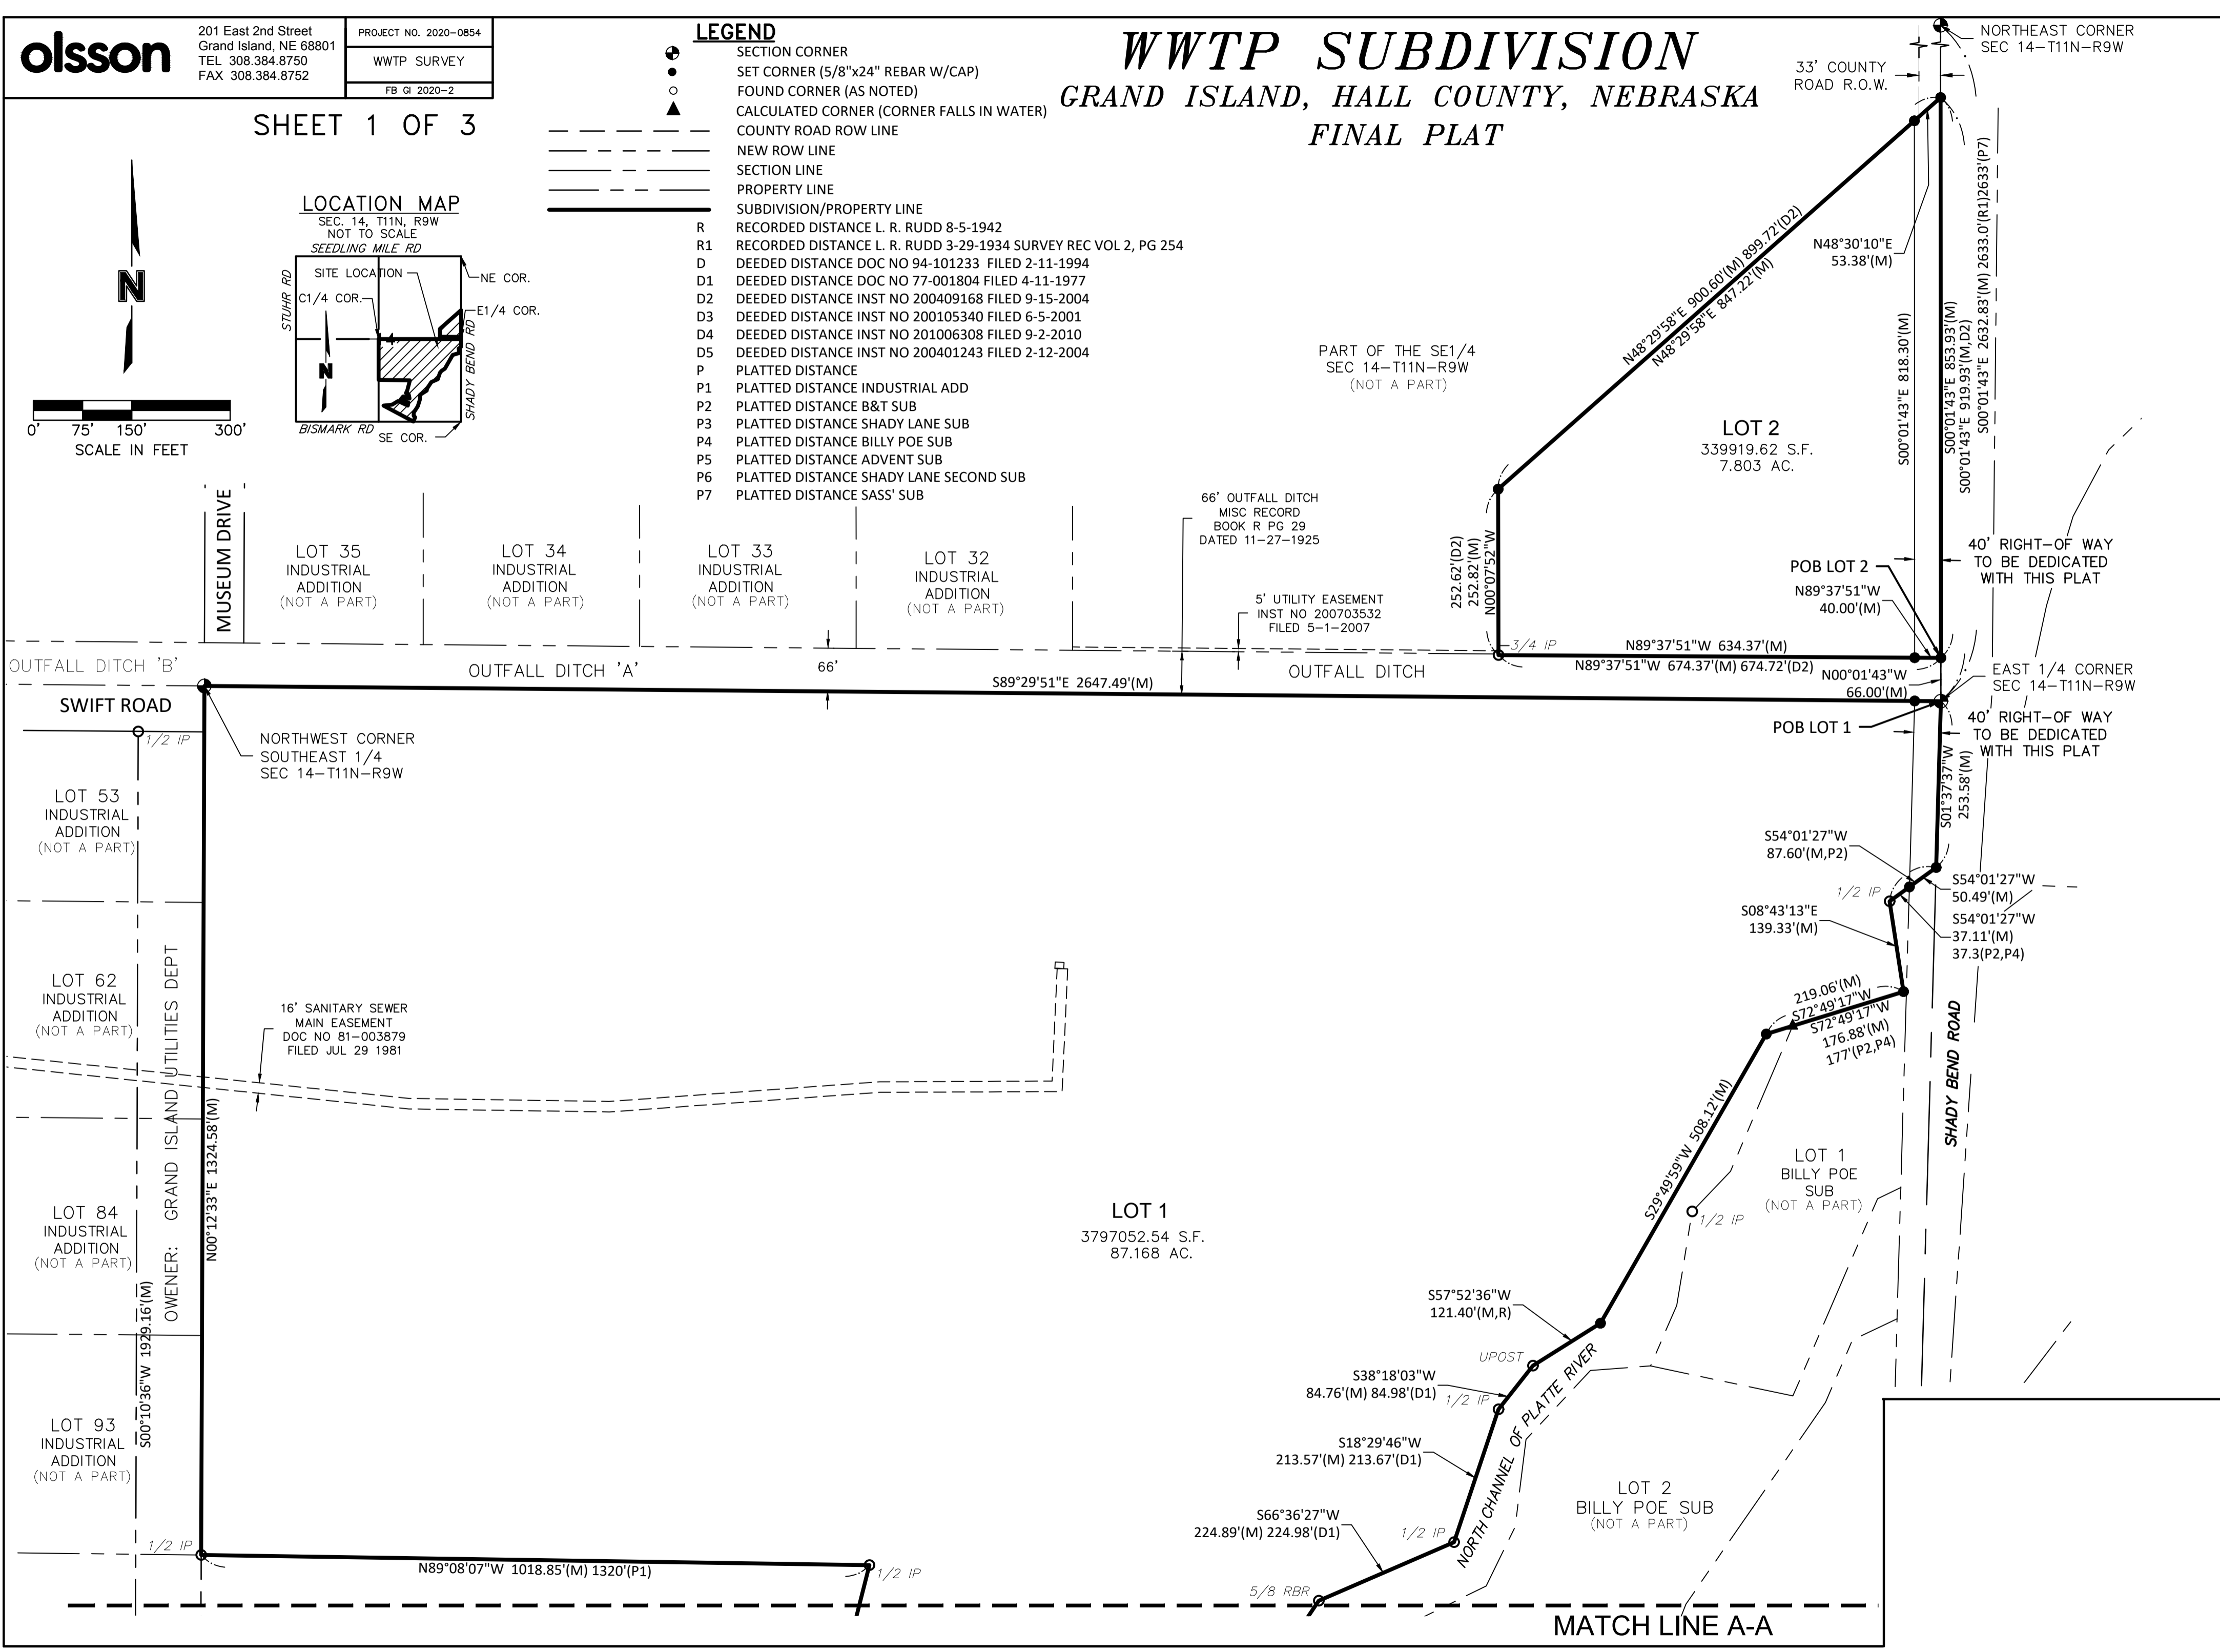 olsson
201 East 2nd Street
Grand Island, NE 68801
TEL 308.384.8750
FAX 308.384.8752
PROJECT NO. 2020-0854
WWTP SURVEY
FB GI 2020-2
SHEET 1 OF 3
LEGEND
SECTION CORNER
SET CORNER (5/8"x24" REBAR W/CAP)
FOUND CORNER (AS NOTED)
CALCULATED CORNER (CORNER FALLS IN WATER)
COUNTY ROAD ROW LINE
NEW ROW LINE
SECTION LINE
PROPERTY LINE
SUBDIVISION/PROPERTY LINE
R RECORDED DISTANCE L. R. RUDD 8-5-1942
R1 RECORDED DISTANCE L. R. RUDD 3-29-1934 SURVEY REC VOL 2, PG 254
D DEEDED DISTANCE DOC NO 94-101233 FILED 2-11-1994
D1 DEEDED DISTANCE DOC NO 77-001804 FILED 4-11-1977
D2 DEEDED DISTANCE INST NO 200409168 FILED 9-15-2004
D3 DEEDED DISTANCE INST NO 200105340 FILED 6-5-2001
D4 DEEDED DISTANCE INST NO 201006308 FILED 9-2-2010
D5 DEEDED DISTANCE INST NO 200401243 FILED 2-12-2004
P PLATTED DISTANCE
P1 PLATTED DISTANCE INDUSTRIAL ADD
P2 PLATTED DISTANCE B&T SUB
P3 PLATTED DISTANCE SHADY LANE SUB
P4 PLATTED DISTANCE BILLY POE SUB
P5 PLATTED DISTANCE ADVENT SUB
P6 PLATTED DISTANCE SHADY LANE SECOND SUB
P7 PLATTED DISTANCE SASS' SUB
WWTP SUBDIVISION
GRAND ISLAND, HALL COUNTY, NEBRASKA
FINAL PLAT
NORTHEAST CORNER
SEC 14-T11N-R9W
33' COUNTY
ROAD R.O.W.
N
0' 75' 150' 300'
SCALE IN FEET
LOCATION MAP
SEC. 14, T11N, R9W
NOT TO SCALE
SEEDLING MILE RD
STUHR RD
SITE LOCATION
NE COR.
C1/4 COR.
E1/4 COR.
N
SHADY BEND RD
BISMARK RD
SE COR.
N48°30'10"E
53.38'(M)
N48°29'58"E 900.60'(M) 899.72'(D2)
N48°29'58"E 847.22'(M)
S00°01'43"E 818.30'(M)
S00°01'43"E 853.93'(M)
S00°01'43"E 919.93'(M,D2)
S00°01'43"E 2632.83'(M) 2633.0'(R1)2633'(P7)
PART OF THE SE1/4
SEC 14-T11N-R9W
(NOT A PART)
LOT 2
339919.62 S.F.
7.803 AC.
MUSEUM DRIVE
LOT 35
INDUSTRIAL
ADDITION
(NOT A PART)
LOT 34
INDUSTRIAL
ADDITION
(NOT A PART)
LOT 33
INDUSTRIAL
ADDITION
(NOT A PART)
LOT 32
INDUSTRIAL
ADDITION
(NOT A PART)
66' OUTFALL DITCH
MISC RECORD
BOOK R PG 29
DATED 11-27-1925
5' UTILITY EASEMENT
INST NO 200703532
FILED 5-1-2007
252.62'(D2)
252.82'(M)
N00°07'52"W
3/4 IP
40' RIGHT-OF WAY
TO BE DEDICATED
WITH THIS PLAT
POB LOT 2
N89°37'51"W
40.00'(M)
N89°37'51"W 634.37'(M)
N89°37'51"W 674.37'(M) 674.72'(D2)
OUTFALL DITCH 'B'
OUTFALL DITCH 'A'
66'
OUTFALL DITCH
S89°29'51"E 2647.49'(M)
N00°01'43"W
66.00'(M)
EAST 1/4 CORNER
SEC 14-T11N-R9W
POB LOT 1
40' RIGHT-OF WAY
TO BE DEDICATED
WITH THIS PLAT
SWIFT ROAD
1/2 IP
NORTHWEST CORNER
SOUTHEAST 1/4
SEC 14-T11N-R9W
S01°37'37"W
253.58'(M)
LOT 53
INDUSTRIAL
ADDITION
(NOT A PART)
S54°01'27"W
87.60'(M,P2)
1/2 IP
S54°01'27"W
50.49'(M)
S54°01'27"W
37.11'(M)
37.3(P2,P4)
S08°43'13"E
139.33'(M)
LOT 62
INDUSTRIAL
ADDITION
(NOT A PART)
OWENER: GRAND ISLAND UTILITIES DEPT
16' SANITARY SEWER
MAIN EASEMENT
DOC NO 81-003879
FILED JUL 29 1981
219.06'(M)
S72°49'17"W
S72°49'17"W
176.88'(M)
177'(P2,P4)
SHADY BEND ROAD
N00°12'33"E 1324.58'(M)
S29°49'59"W 508.12'(M)
LOT 1
BILLY POE
SUB
(NOT A PART)
1/2 IP
LOT 84
INDUSTRIAL
ADDITION
(NOT A PART)
LOT 1
3797052.54 S.F.
87.168 AC.
S00°10'36"W 1929.16'(M)
S57°52'36"W
121.40'(M,R)
UPOST
S38°18'03"W
84.76'(M) 84.98'(D1)
1/2 IP
NORTH CHANNEL OF PLATTE RIVER
LOT 93
INDUSTRIAL
ADDITION
(NOT A PART)
S18°29'46"W
213.57'(M) 213.67'(D1)
LOT 2
BILLY POE SUB
(NOT A PART)
S66°36'27"W
224.89'(M) 224.98'(D1)
1/2 IP
1/2 IP
N89°08'07"W 1018.85'(M) 1320'(P1)
1/2 IP
5/8 RBR
MATCH LINE A-A